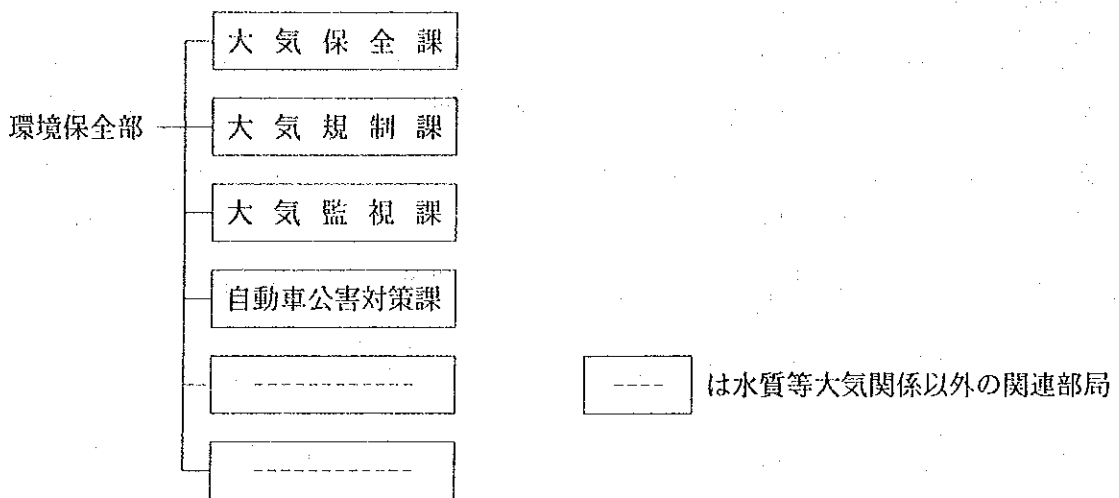 大気保全課
環境保全部
大気規制課
大気監視課
自動車公害対策課
---- は水質等大気関係以外の関連部局